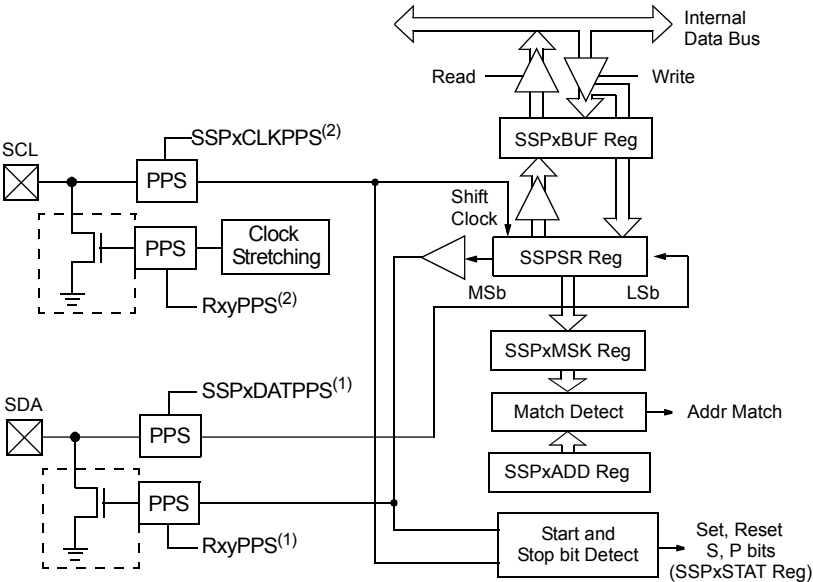 Internal
Data Bus
Read
Write
SSPxBUF Reg
SSPxCLKPPS(2)
SCL
PPS
Shift
Clock
PPS
Clock
Stretching
SSPSR Reg
MSb
LSb
RxyPPS(2)
SSPxMSK Reg
SSPxDATPPS(1)
SDA
PPS
Match Detect
Addr Match
SSPxADD Reg
PPS
Start and
Stop bit Detect
Set, Reset
S, P bits
(SSPxSTAT Reg)
RxyPPS(1)